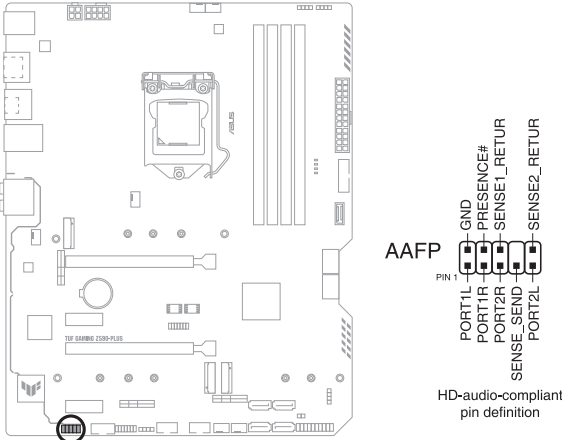 ASUS
TUF GAMING Z590-PLUS
AAFP
PIN 1
GND
PRESENCE#
SENSE1_RETUR
SENSE2_RETUR
PORT1L
PORT1R
PORT2R
SENSE_SEND
PORT2L
HD-audio-compliant
pin definition